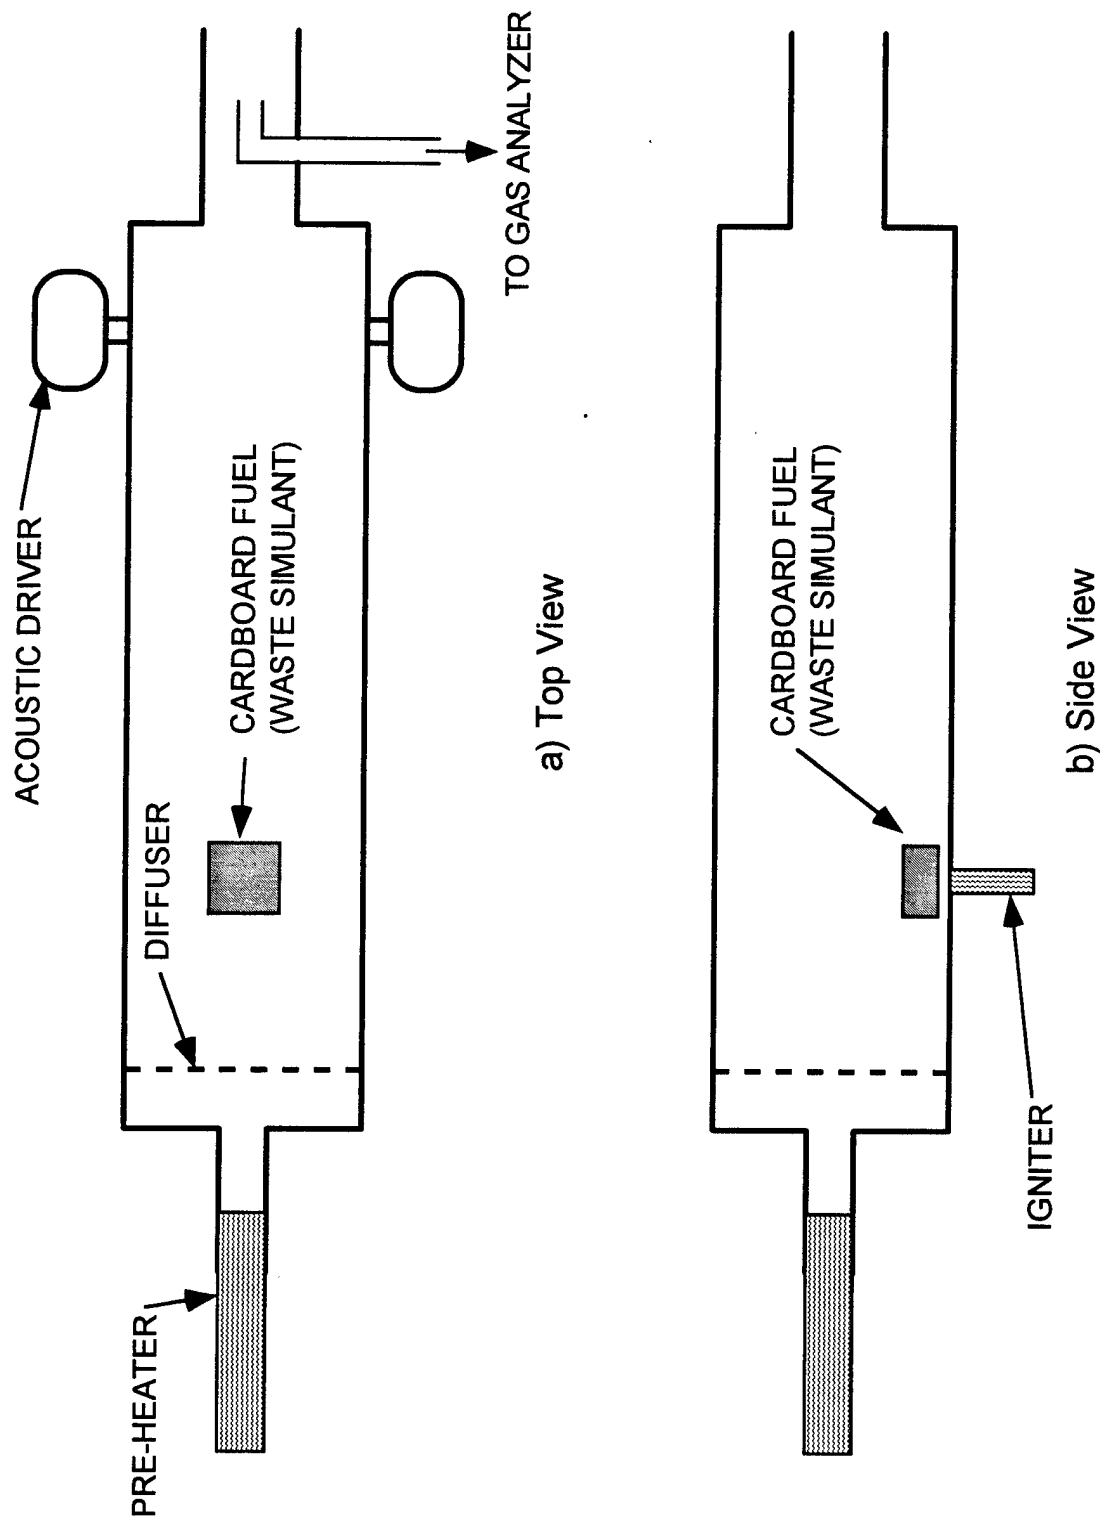 ACOUSTIC DRIVER
DIFFUSER
CARDBOARD FUEL
(WASTE SIMULANT)
PRE-HEATER
TO GAS ANALYZER
a) Top View
CARDBOARD FUEL
(WASTE SIMULANT)
IGNITER
b) Side View